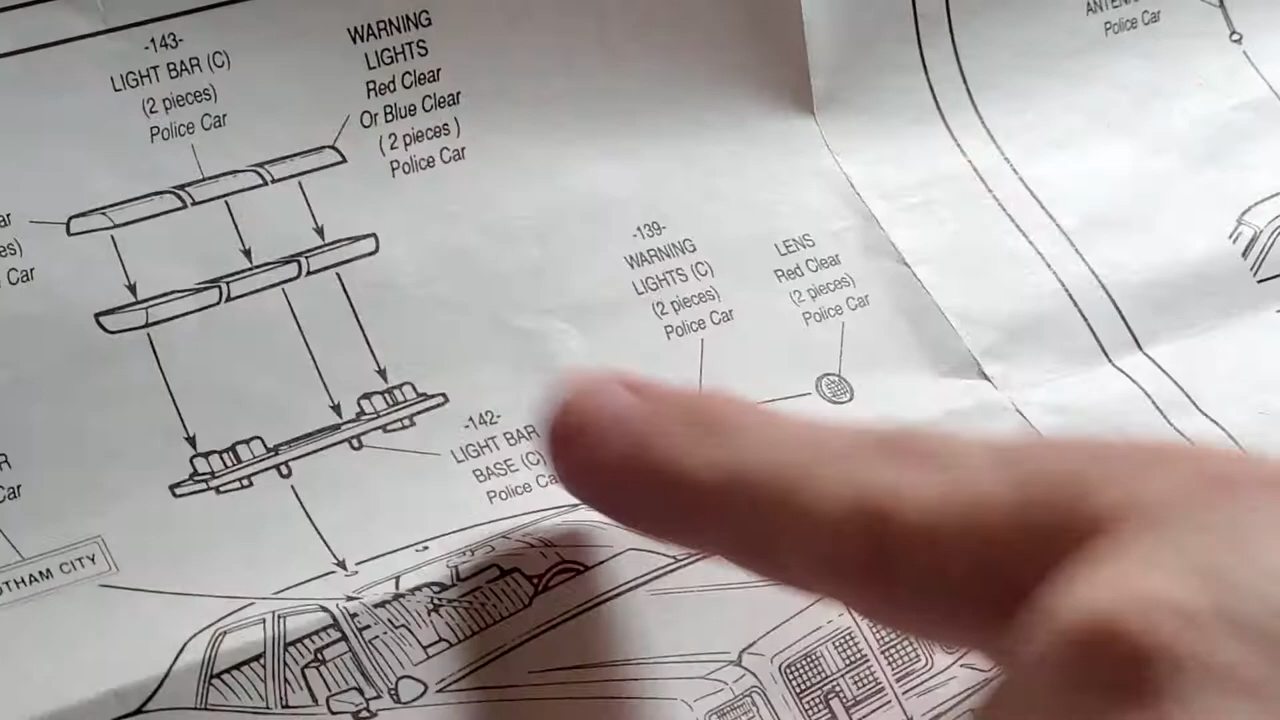 -143-
LIGHT BAR (C)
(2 pieces)
Police Car
WARNING
LIGHTS
Red Clear
Or Blue Clear
( 2 pieces )
Police Car
Police Car
Car
-139-
WARNING
LIGHTS (C)
(2 pieces)
Police Car
LENS
Red Clear
(2 pieces)
Police Car
-142-
LIGHT BAR
BASE (C)
Police Car
Car
CITY